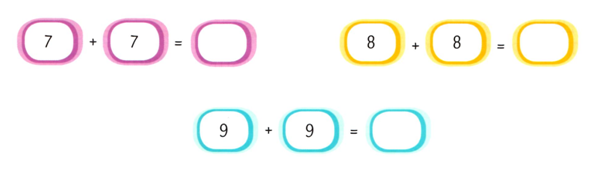 7 + 7 =
8 + 8 =
9 + 9 =